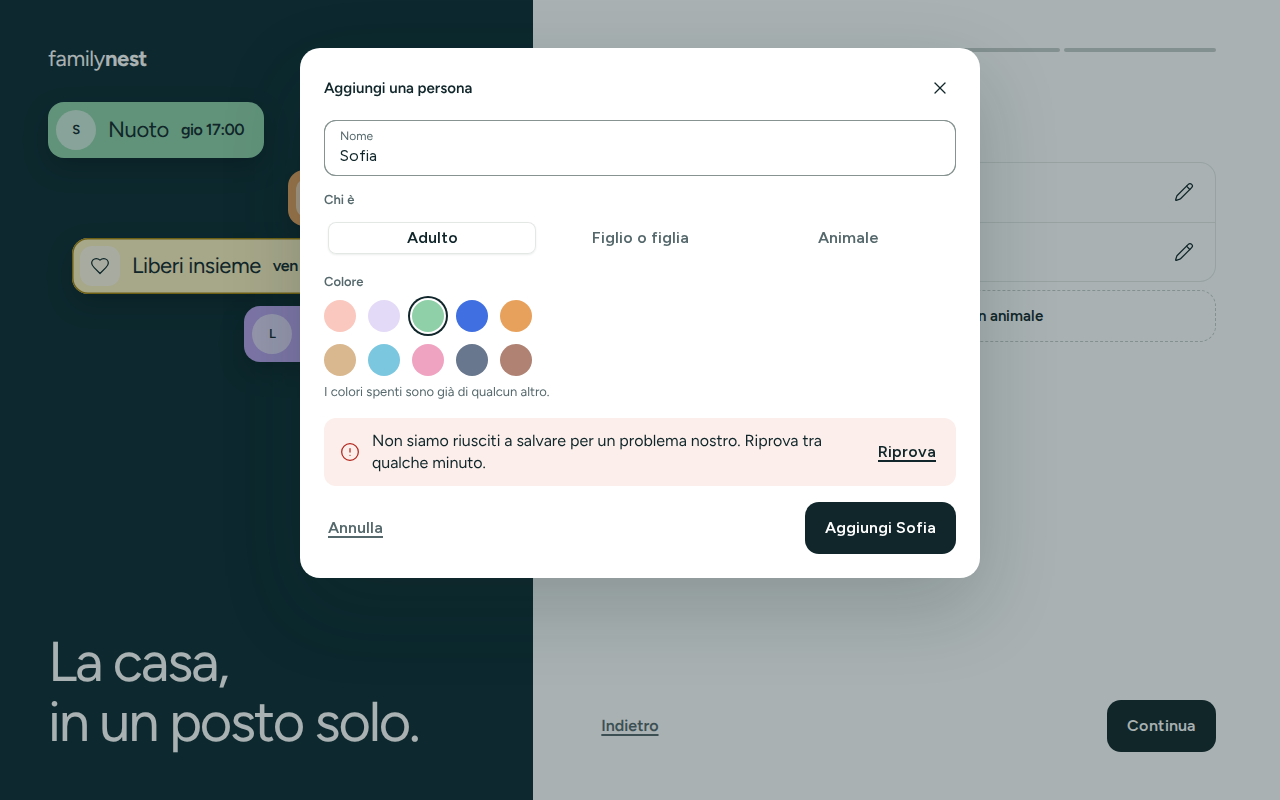 familynest
S Nuoto gio 17:00
Liberi insieme ven
L
La casa,
in un posto solo.
Aggiungi una persona
Nome
Sofia
Chi è
Adulto Figlio o figlia Animale
Colore
I colori spenti sono già di qualcun altro.
Non siamo riusciti a salvare per un problema nostro. Riprova tra
qualche minuto.
Riprova
Annulla Aggiungi Sofia
animale
Indietro Continua